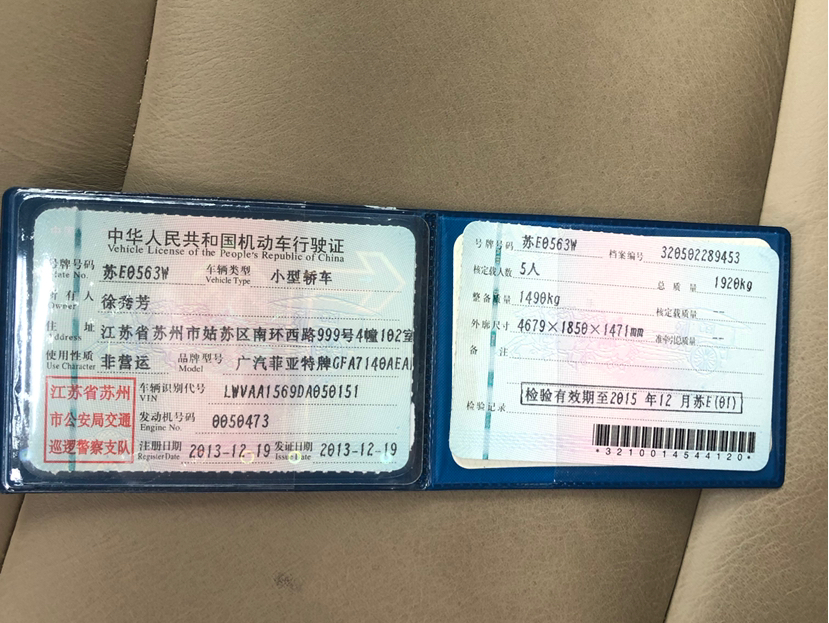 中华人民共和国机动车行驶证
Vehicle License of the People's Republic of China
号牌号码 苏E0563W 车辆类型 小型轿车
Plate No. Vehicle Type
所有人 徐秀芳
Owner
住 址 江苏省苏州市姑苏区南环西路999号4幢102室
Address
使用性质 非营运 品牌型号 广汽菲亚特牌GFA7140AEA
Use Character Model
江苏省苏州
市公安局交通
巡逻警察支队
车辆识别代号 LWVAA1569DA050151
VIN
发动机号码 0050473
Engine No.
注册日期 2013-12-19 发证日期 2013-12-19
Register Date Issue Date
号牌号码 苏E0563W 档案编号 320502289453
核定载人数 5人 总质量 1920kg
整备质量 1490kg 核定载质量 --
外廓尺寸 4679×1850×1471mm 准牵引总质量 --
备 注
检验记录 检验有效期至2015 年12 月苏E(01)
*3210014544120*